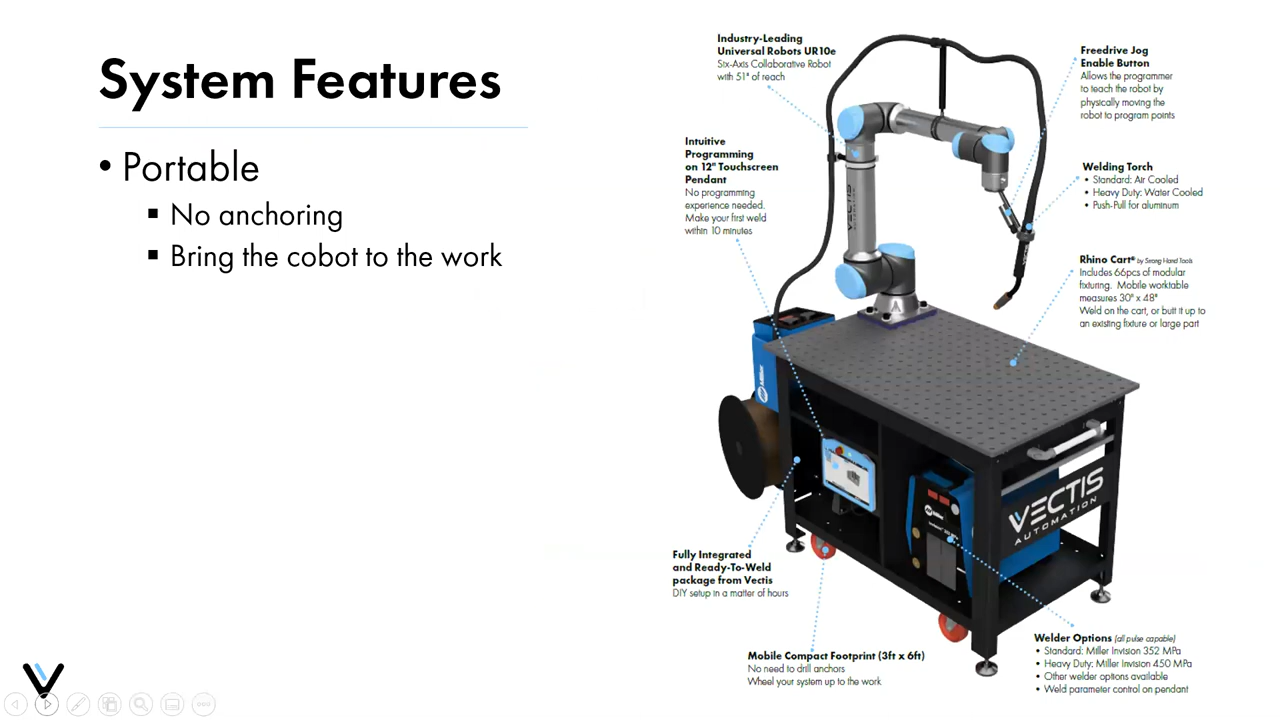 System Features
• Portable
▪ No anchoring
▪ Bring the cobot to the work
Industry-Leading
Universal Robots UR10e
Six-Axis Collaborative Robot
with 51" of reach
Intuitive
Programming
on 12" Touchscreen
Pendant
No programming
experience needed.
Make your first weld
within 10 minutes
Freedrive Jog
Enable Button
Allows the programmer
to teach the robot by
physically moving the
robot to program points
Welding Torch
• Standard: Air Cooled
• Heavy Duty: Water Cooled
• Push-Pull for aluminum
Rhino Cart® by Strong Hand Tools
Includes 66pcs of modular
fixturing. Mobile worktable
measures 30" x 48"
Weld on the cart, or butt it up to
an existing fixture or large part
VECTIS
Miller
Miller
VECTIS
AUTOMATION
Fully Integrated
and Ready-To-Weld
package from Vectis
DIY setup in a matter of hours
Mobile Compact Footprint (3ft x 6ft)
No need to drill anchors
Wheel your system up to the work
Welder Options (all pulse capable)
• Standard: Miller Invision 352 MPa
• Heavy Duty: Miller Invision 450 MPa
• Other welder options available
• Weld parameter control on pendant